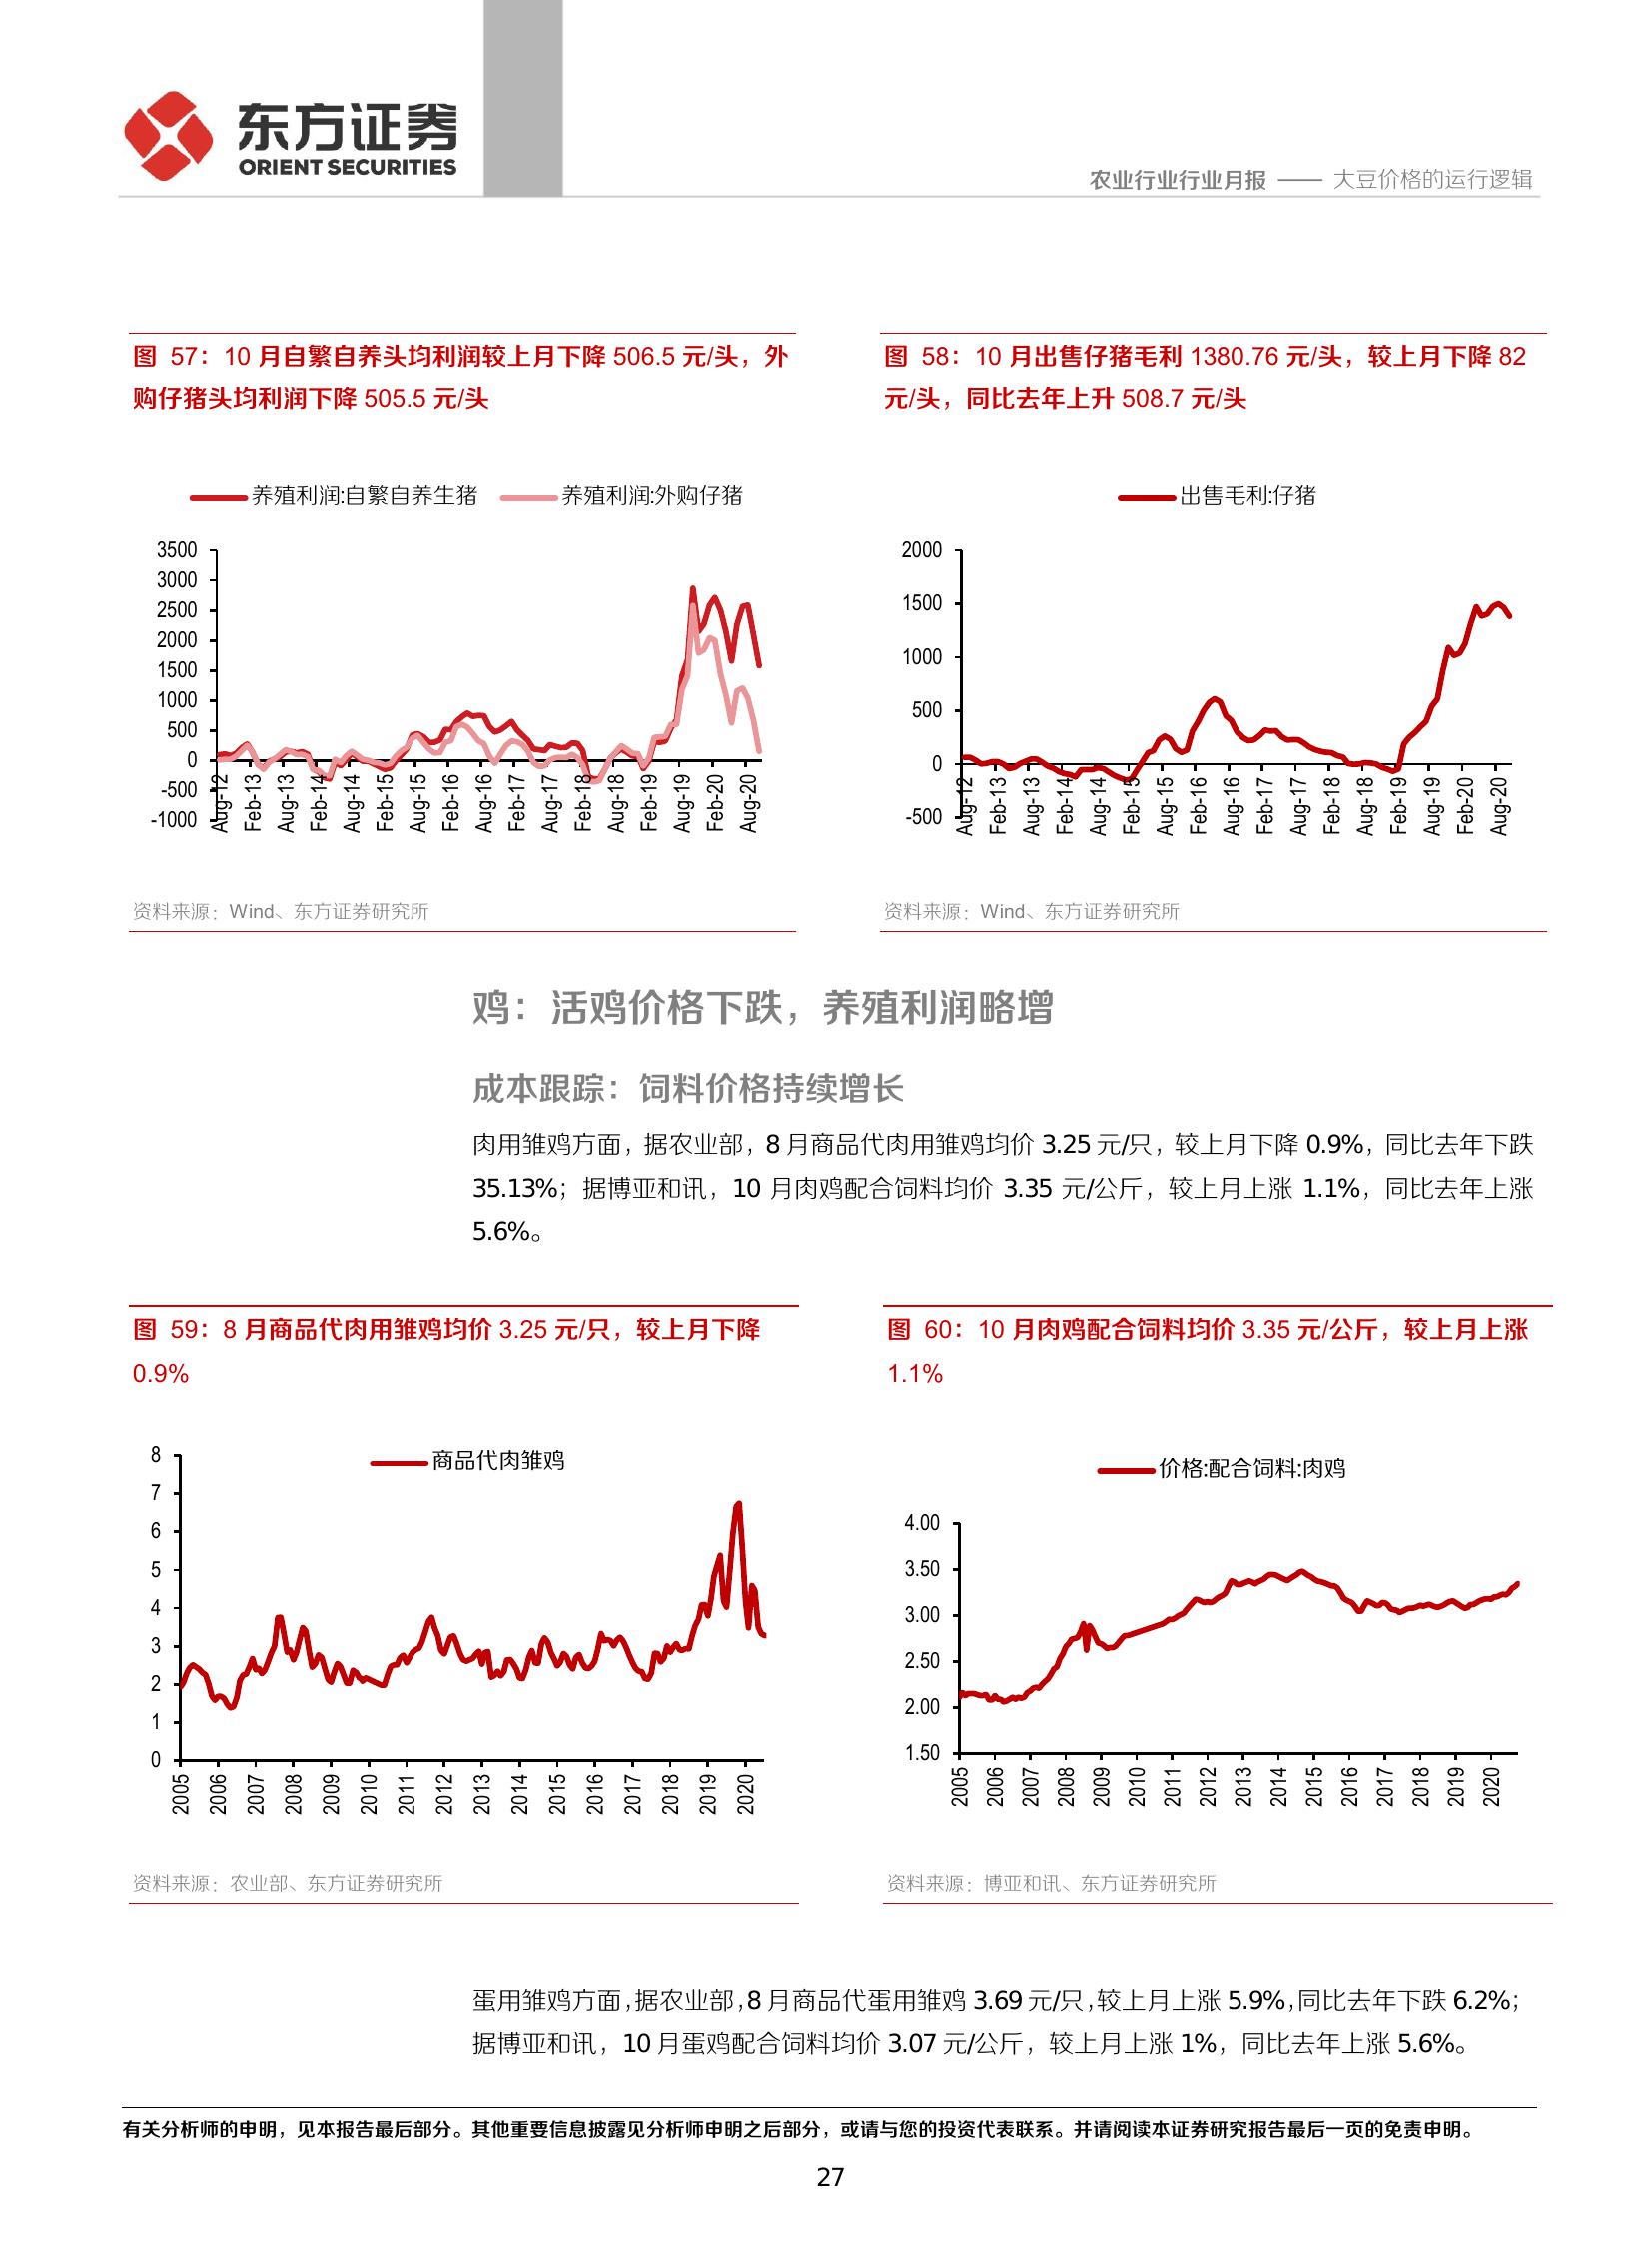 东方证券
ORIENT SECURITIES
农业行业行业月报 —— 大豆价格的运行逻辑
图 57：10 月自繁自养头均利润较上月下降 506.5 元/头，外
购仔猪头均利润下降 505.5 元/头
养殖利润:自繁自养生猪 养殖利润:外购仔猪
3500
3000
2500
2000
1500
1000
500
0
-500
-1000
Aug-12 Feb-13 Aug-13 Feb-14 Aug-14 Feb-15 Aug-15 Feb-16 Aug-16 Feb-17 Aug-17 Feb-18 Aug-18 Feb-19 Aug-19 Feb-20 Aug-20
资料来源：Wind、东方证券研究所
图 58：10 月出售仔猪毛利 1380.76 元/头，较上月下降 82
元/头，同比去年上升 508.7 元/头
出售毛利:仔猪
2000
1500
1000
500
0
-500
Aug-12 Feb-13 Aug-13 Feb-14 Aug-14 Feb-15 Aug-15 Feb-16 Aug-16 Feb-17 Aug-17 Feb-18 Aug-18 Feb-19 Aug-19 Feb-20 Aug-20
资料来源：Wind、东方证券研究所
鸡：活鸡价格下跌，养殖利润略增
成本跟踪：饲料价格持续增长
肉用雏鸡方面，据农业部，8 月商品代肉用雏鸡均价 3.25 元/只，较上月下降 0.9%，同比去年下跌
35.13%；据博亚和讯，10 月肉鸡配合饲料均价 3.35 元/公斤，较上月上涨 1.1%，同比去年上涨
5.6%。
图 59：8 月商品代肉用雏鸡均价 3.25 元/只，较上月下降
0.9%
商品代肉雏鸡
8
7
6
5
4
3
2
1
0
2005 2006 2007 2008 2009 2010 2011 2012 2013 2014 2015 2016 2017 2018 2019 2020
资料来源：农业部、东方证券研究所
图 60：10 月肉鸡配合饲料均价 3.35 元/公斤，较上月上涨
1.1%
价格:配合饲料:肉鸡
4.00
3.50
3.00
2.50
2.00
1.50
2005 2006 2007 2008 2009 2010 2011 2012 2013 2014 2015 2016 2017 2018 2019 2020
资料来源：博亚和讯、东方证券研究所
蛋用雏鸡方面，据农业部，8 月商品代蛋用雏鸡 3.69 元/只，较上月上涨 5.9%，同比去年下跌 6.2%；
据博亚和讯，10 月蛋鸡配合饲料均价 3.07 元/公斤，较上月上涨 1%，同比去年上涨 5.6%。
有关分析师的申明，见本报告最后部分。其他重要信息披露见分析师申明之后部分，或请与您的投资代表联系。并请阅读本证券研究报告最后一页的免责申明。
27